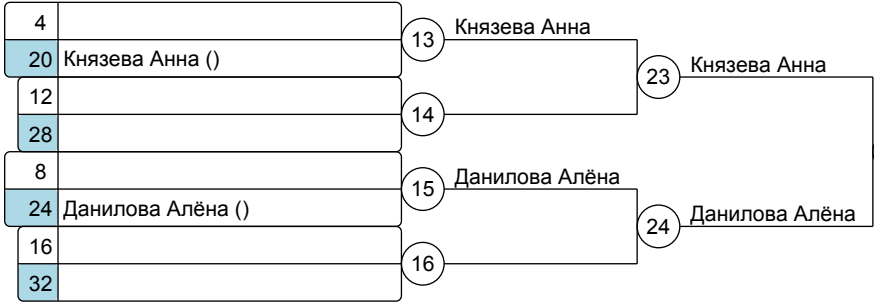 4
13 Князева Анна
20 Князева Анна ()
23 Князева Анна
12
14
28
8
15 Данилова Алёна
24 Данилова Алёна ()
24 Данилова Алёна
16
16
32